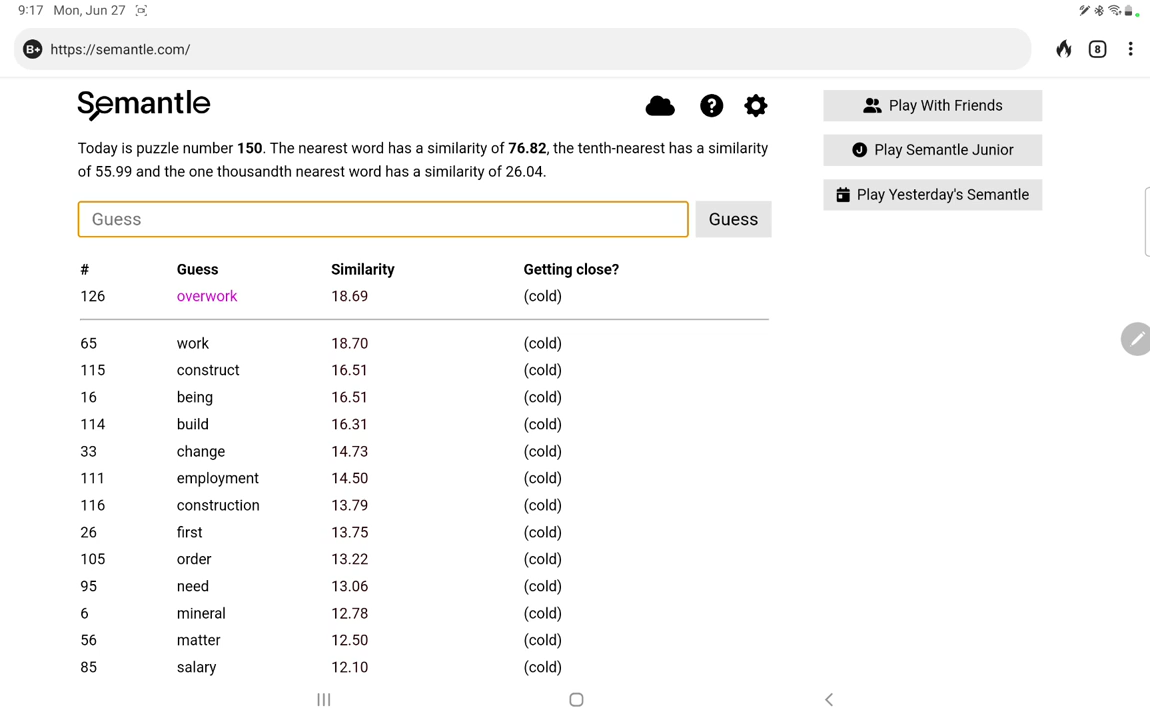 9:17 Mon, Jun 27
B+ https://semantle.com/ 8
Semantle
Play With Friends
Today is puzzle number 150. The nearest word has a similarity of 76.82, the tenth-nearest has a similarity
of 55.99 and the one thousandth nearest word has a similarity of 26.04.
J Play Semantle Junior
Play Yesterday's Semantle
Guess Guess
# Guess Similarity Getting close?
126 overwork 18.69 (cold)
65 work 18.70 (cold)
115 construct 16.51 (cold)
16 being 16.51 (cold)
114 build 16.31 (cold)
33 change 14.73 (cold)
111 employment 14.50 (cold)
116 construction 13.79 (cold)
26 first 13.75 (cold)
105 order 13.22 (cold)
95 need 13.06 (cold)
6 mineral 12.78 (cold)
56 matter 12.50 (cold)
85 salary 12.10 (cold)